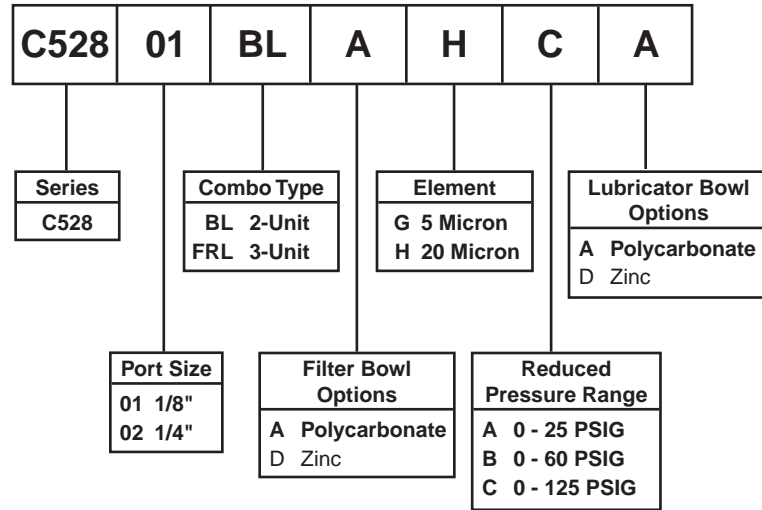 C528 01 BL A H C A
Series
C528
Combo Type
BL 2-Unit
FRL 3-Unit
Element
G 5 Micron
H 20 Micron
Lubricator Bowl
Options
A Polycarbonate
D Zinc
Port Size
01 1/8"
02 1/4"
Filter Bowl
Options
A Polycarbonate
D Zinc
Reduced
Pressure Range
A 0 - 25 PSIG
B 0 - 60 PSIG
C 0 - 125 PSIG